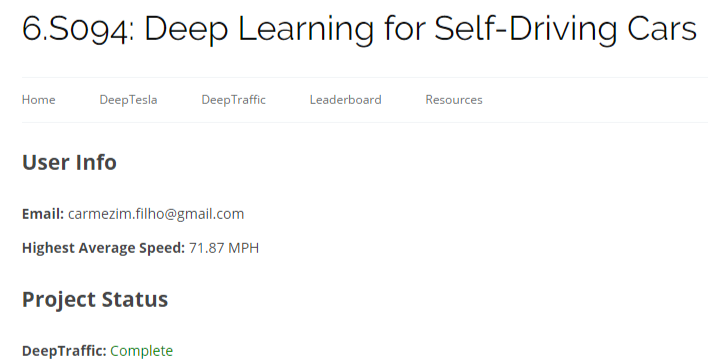 6.S094: Deep Learning for Self-Driving Cars
Home DeepTesla DeepTraffic Leaderboard Resources
User Info
Email: carmezim.filho@gmail.com
Highest Average Speed: 71.87 MPH
Project Status
DeepTraffic: Complete